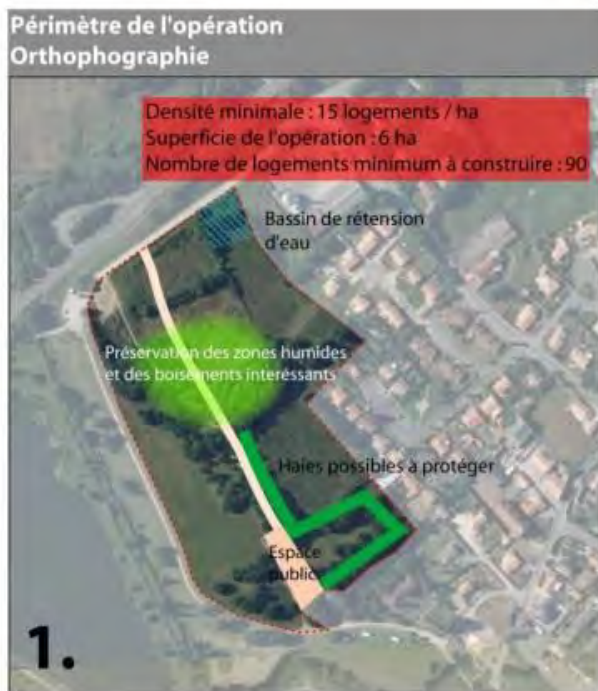 Périmètre de l'opération
Orthophographie
Densité minimale : 15 logements / ha
Superficie de l'opération : 6 ha
Nombre de logements minimum à construire : 90
Bassin de rétension
d'eau
Préservation des zones humides
et des boisements interéssants
Haies possibles a protéger
Espace
public
1.